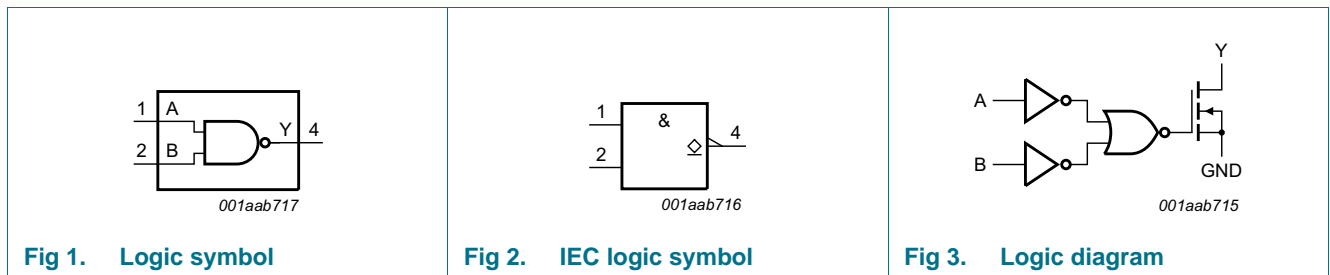 1 A
2 B
Y 4
001aab717
Fig 1. Logic symbol
1
2
&
4
001aab716
Fig 2. IEC logic symbol
Y
A
B
GND
001aab715
Fig 3. Logic diagram